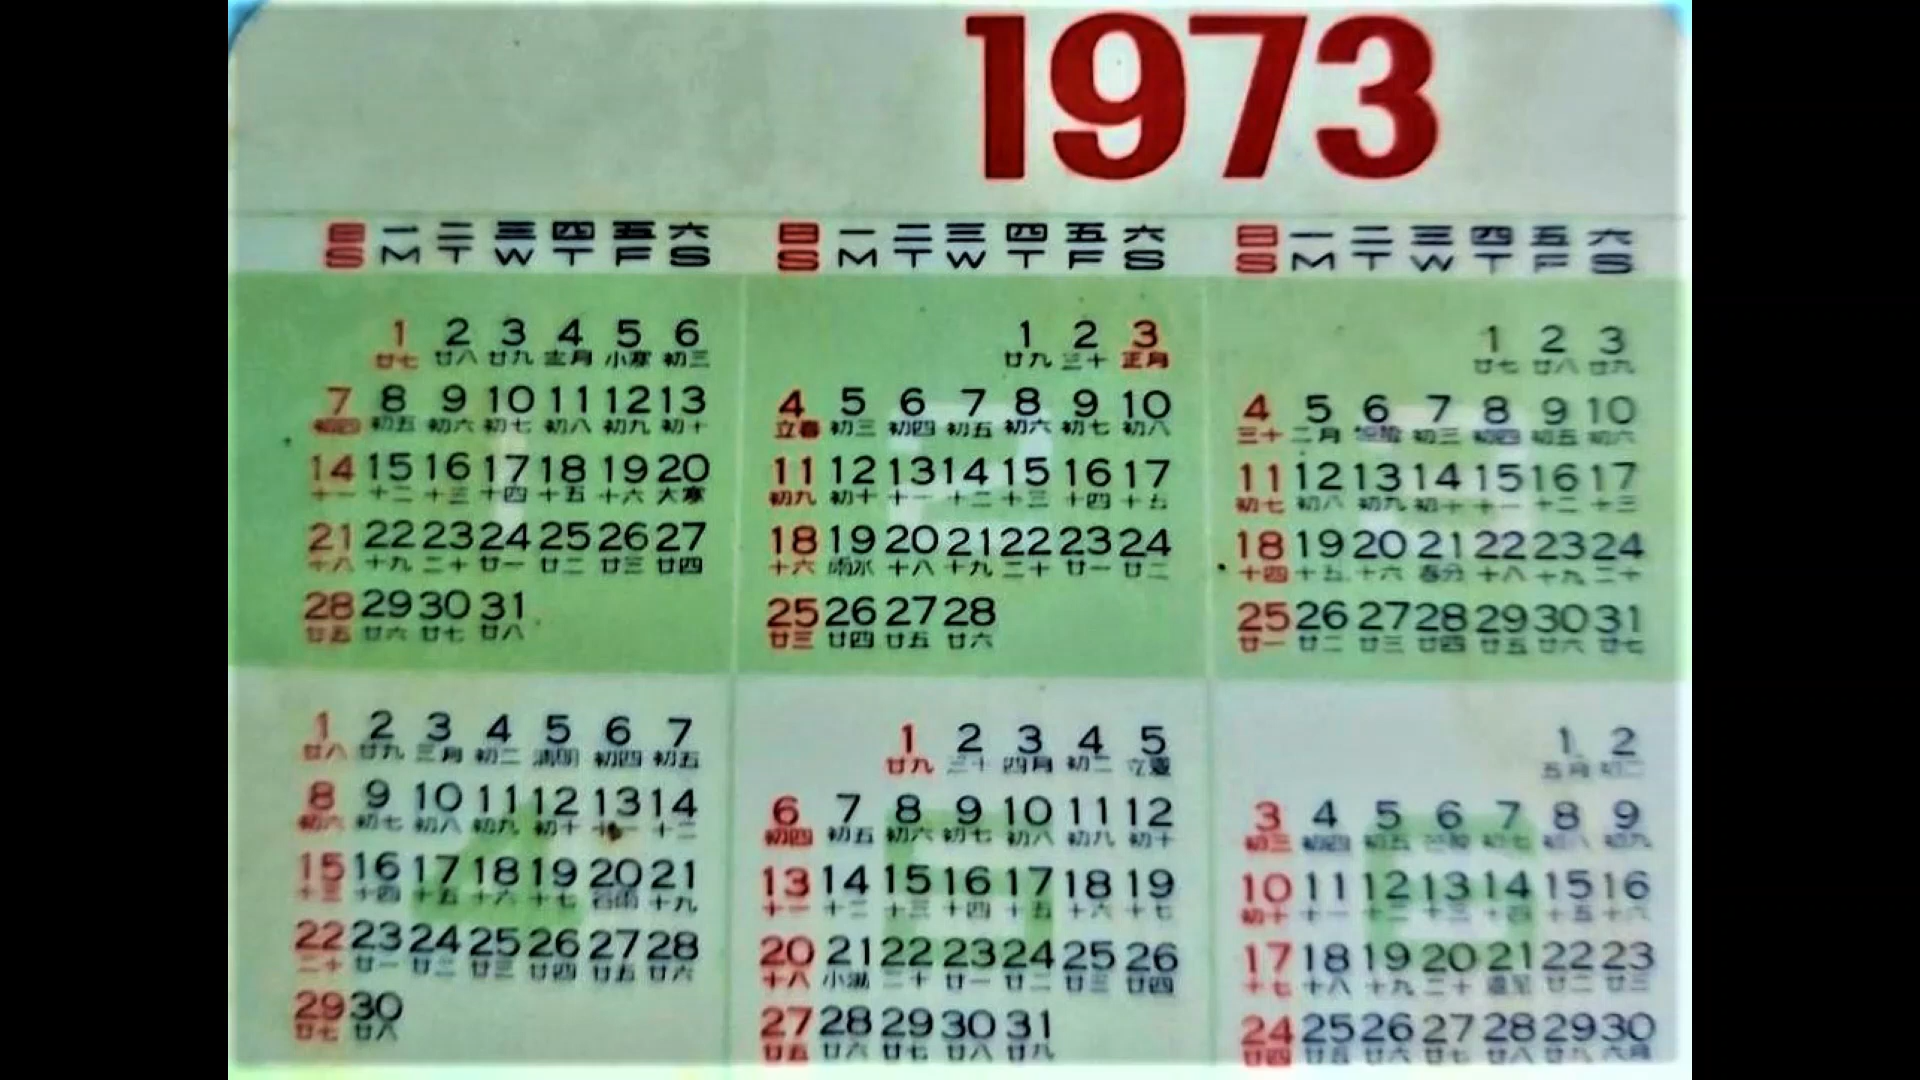 1973
日 一 二 三 四 五 六 日 一 二 三 四 五 六 日 一 二 三 四 五 六
S M T W T F S S M T W T F S S M T W T F S
1 2 3 4 5 6
廿七 廿八 廿九 十二月 小寒 初三
7 8 9 10 11 12 13
初四 初五 初六 初七 初八 初九 初十
14 15 16 17 18 19 20
十一 十二 十三 十四 十五 十六 大寒
21 22 23 24 25 26 27
十八 十九 二十 廿一 廿二 廿三 廿四
28 29 30 31
廿五 廿六 廿七 廿八
1 2 3
廿九 三十 正月
4 5 6 7 8 9 10
立春 初三 初四 初五 初六 初七 初八
11 12 13 14 15 16 17
初九 初十 十一 十二 十三 十四 十五
18 19 20 21 22 23 24
十六 雨水 十八 十九 二十 廿一 廿二
25 26 27 28
廿三 廿四 廿五 廿六
1 2 3
廿七 廿八 廿九
4 5 6 7 8 9 10
三十 二月 初三 初四 初五 初六
11 12 13 14 15 16 17
初七 初八 初九 初十 十一 十二 十三
18 19 20 21 22 23 24
十四 十五 十六 春分 十八 十九 二十
25 26 27 28 29 30 31
廿一 廿二 廿三 廿四 廿五 廿六 廿七
1 2 3 4 5 6 7
廿八 廿九 三月 初二 清明 初四 初五
8 9 10 11 12 13 14
初六 初七 初八 初九 初十 十一 十二
15 16 17 18 19 20 21
十三 十四 十五 十六 十七 谷雨 十九
22 23 24 25 26 27 28
二十 廿一 廿二 廿三 廿四 廿五 廿六
29 30
廿七 廿八
1 2 3 4 5
廿九 三十 四月 初二 立夏
6 7 8 9 10 11 12
初四 初五 初六 初七 初八 初九 初十
13 14 15 16 17 18 19
十一 十二 十三 十四 十五 十六 十七
20 21 22 23 24 25 26
十八 小滿 二十 廿一 廿二 廿三 廿四
27 28 29 30 31
廿五 廿六 廿七 廿八 廿九
1 2
五月 初二
3 4 5 6 7 8 9
初三 初四 初五 芒種 初七 初八 初九
10 11 12 13 14 15 16
初十 十一 十二 十三 十四 十五 十六
17 18 19 20 21 22 23
十七 十八 十九 二十 夏至 廿二 廿三
24 25 26 27 28 29 30
廿四 廿五 廿六 廿七 廿八 廿九 六月